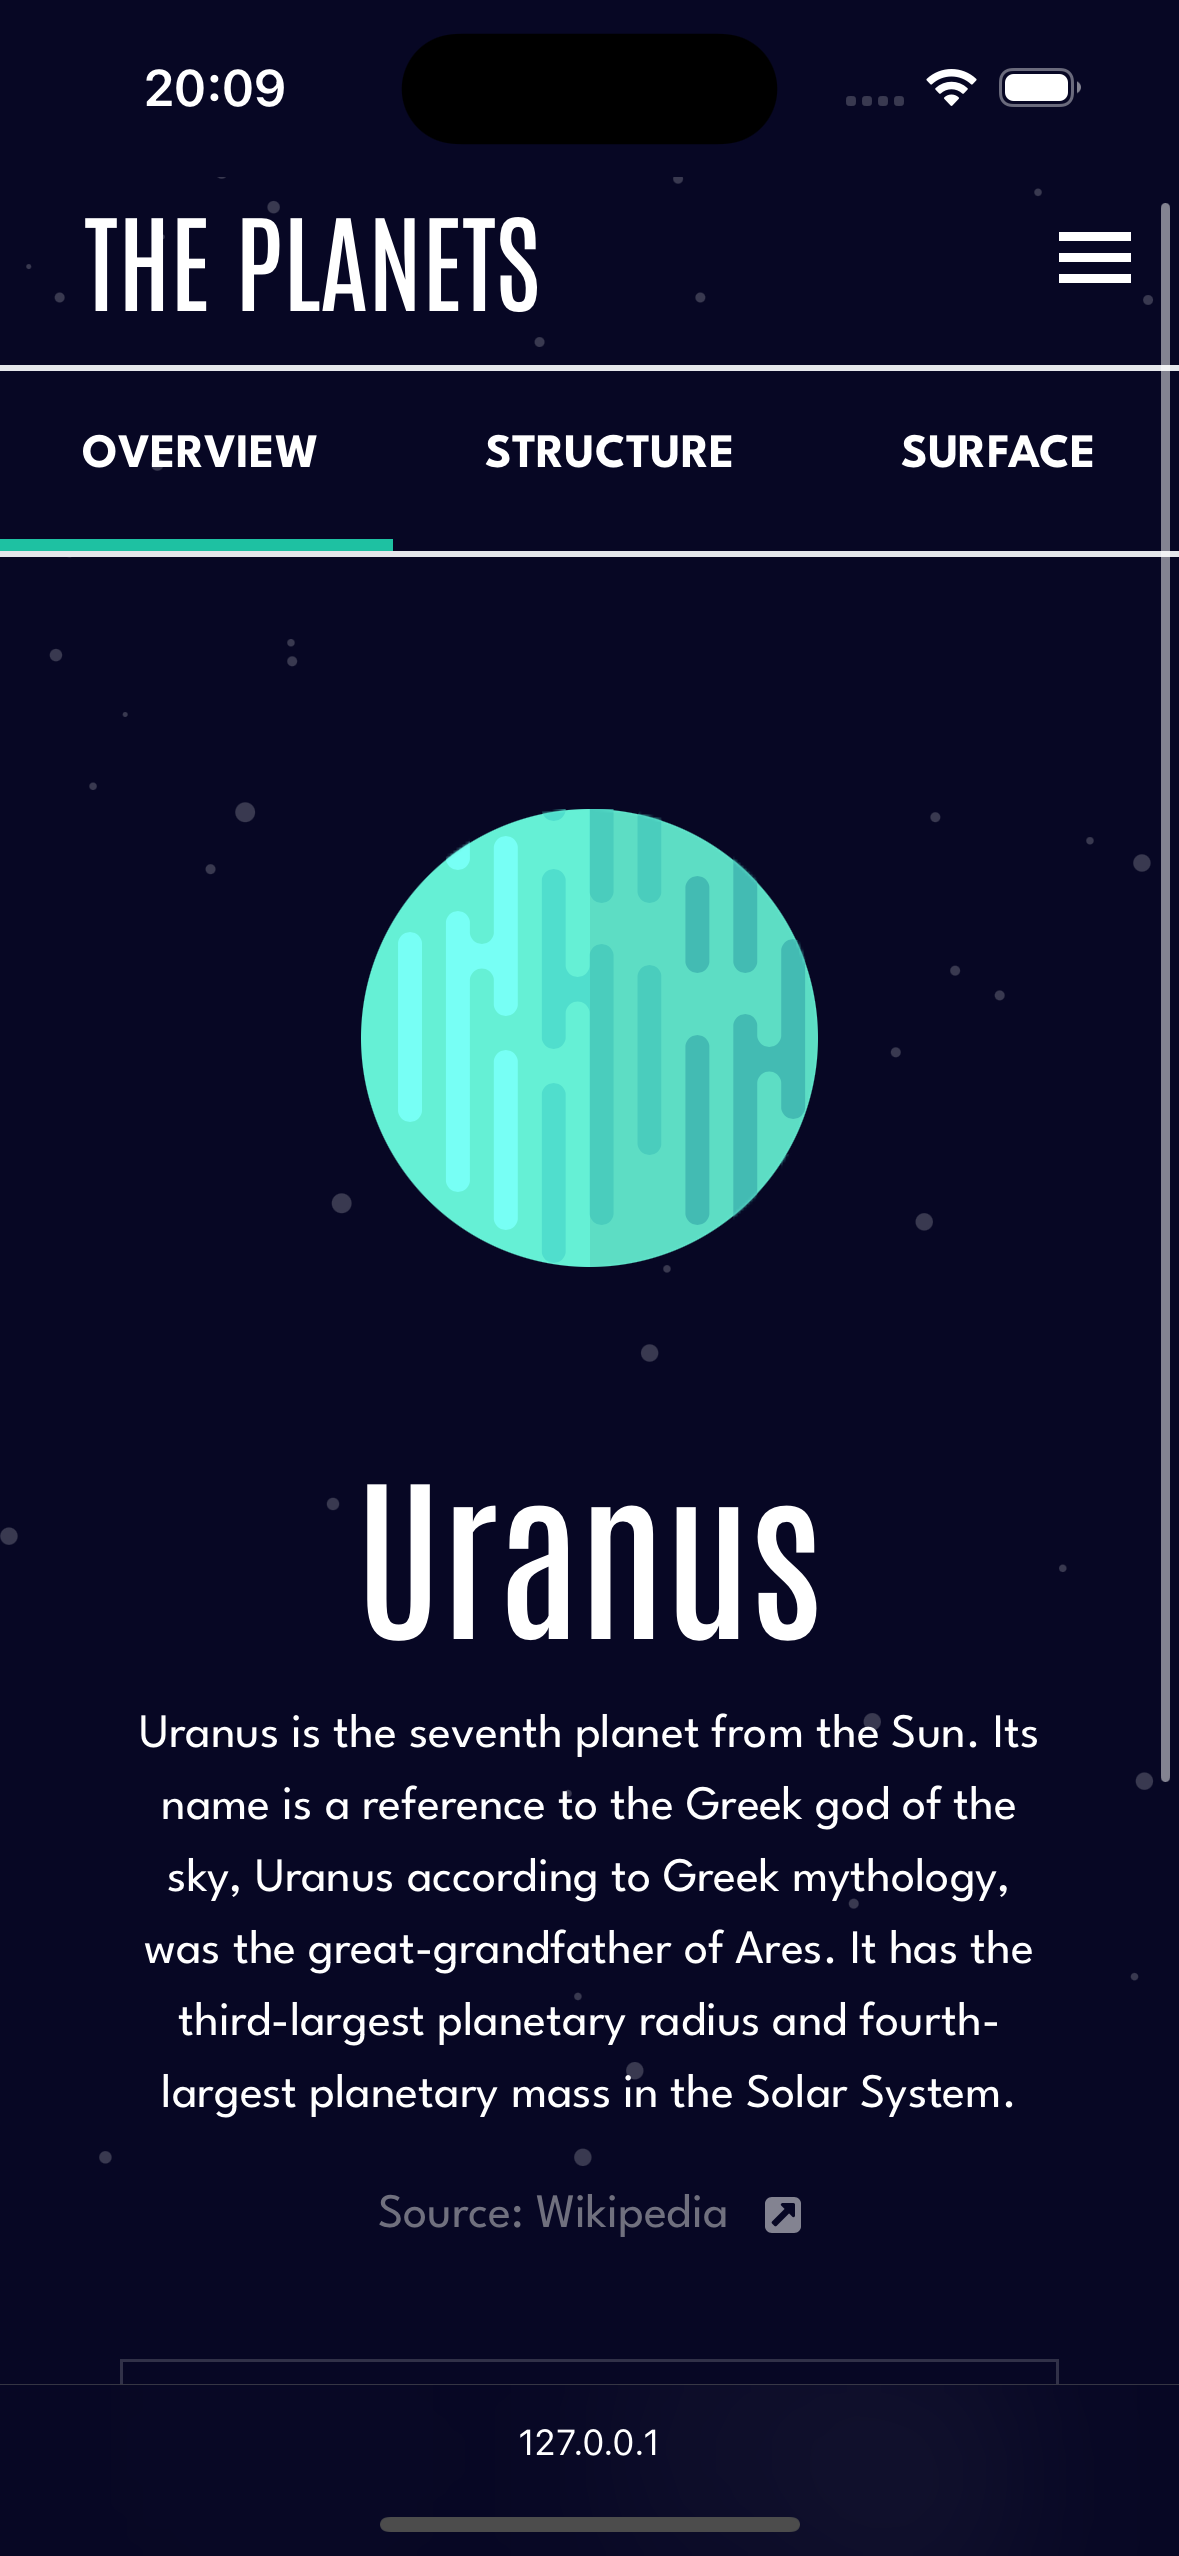 20:09
THE PLANETS
OVERVIEW STRUCTURE SURFACE
Uranus
Uranus is the seventh planet from the Sun. Its
name is a reference to the Greek god of the
sky, Uranus according to Greek mythology,
was the great-grandfather of Ares. It has the
third-largest planetary radius and fourth-
largest planetary mass in the Solar System.
Source: Wikipedia
127.0.0.1